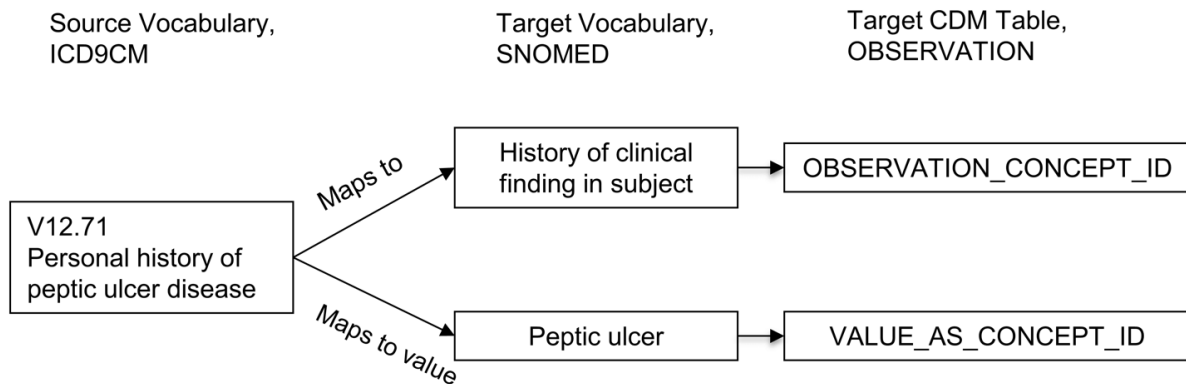 Source Vocabulary,
ICD9CM
Target Vocabulary,
SNOMED
Target CDM Table,
OBSERVATION
V12.71
Personal history of
peptic ulcer disease
Maps to
Maps to value
History of clinical
finding in subject
OBSERVATION_CONCEPT_ID
Peptic ulcer
VALUE_AS_CONCEPT_ID